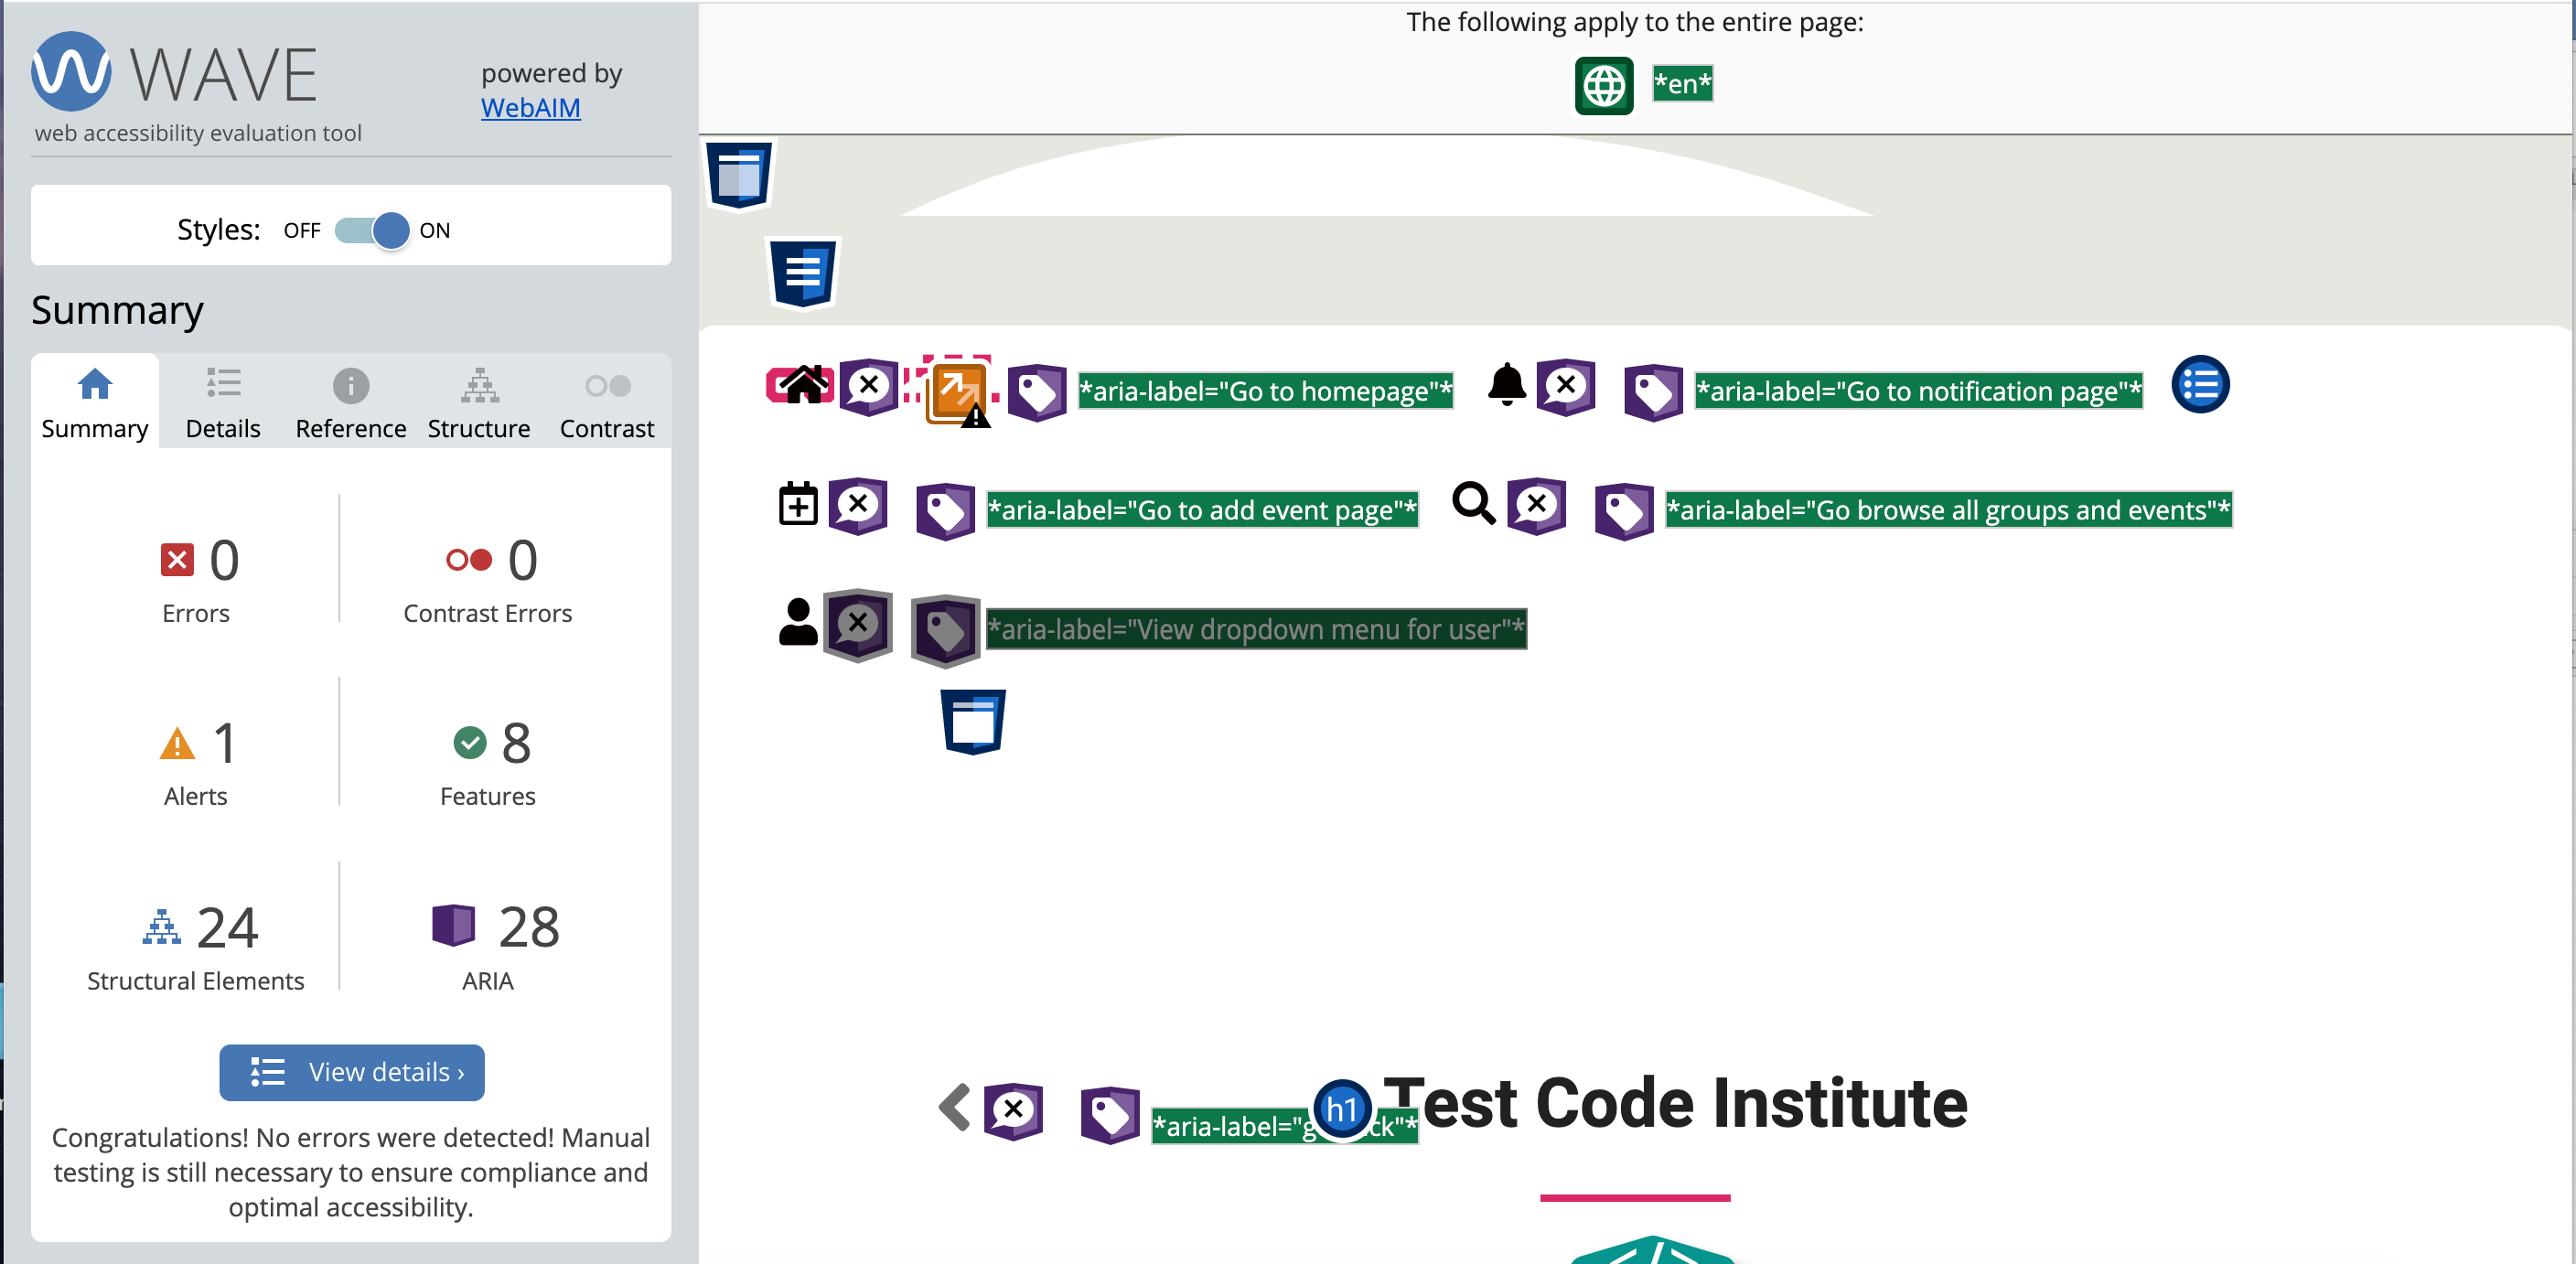 WAVE
web accessibility evaluation tool
powered by
WebAIM
Styles: OFF ON
Summary
Summary Details Reference Structure Contrast
0
Errors
0
Contrast Errors
1
Alerts
8
Features
24
Structural Elements
28
ARIA
View details ›
Congratulations! No errors were detected! Manual
testing is still necessary to ensure compliance and
optimal accessibility.
The following apply to the entire page:
*en*
*aria-label="Go to homepage"*
*aria-label="Go to notification page"*
*aria-label="Go to add event page"*
*aria-label="Go browse all groups and events"*
*aria-label="View dropdown menu for user"*
*aria-label="g ck"*
h1
Test Code Institute